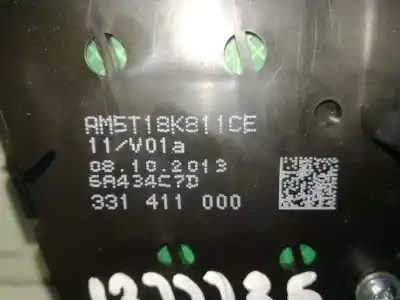 AM5T18K811CE
11/V01a
08.10.2013
6A434C7D
331 411 000